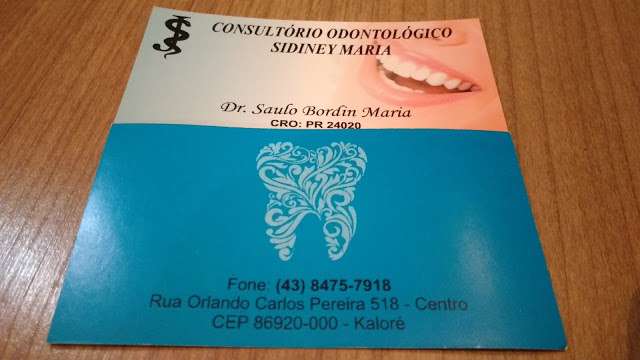 CONSULTÓRIO ODONTOLÓGICO
SIDINEY MARIA
Dr. Saulo Bordin Maria
CRO: PR 24020
Fone: (43) 8475-7918
Rua Orlando Carlos Pereira 518 - Centro
CEP 86920-000 - Kaloré